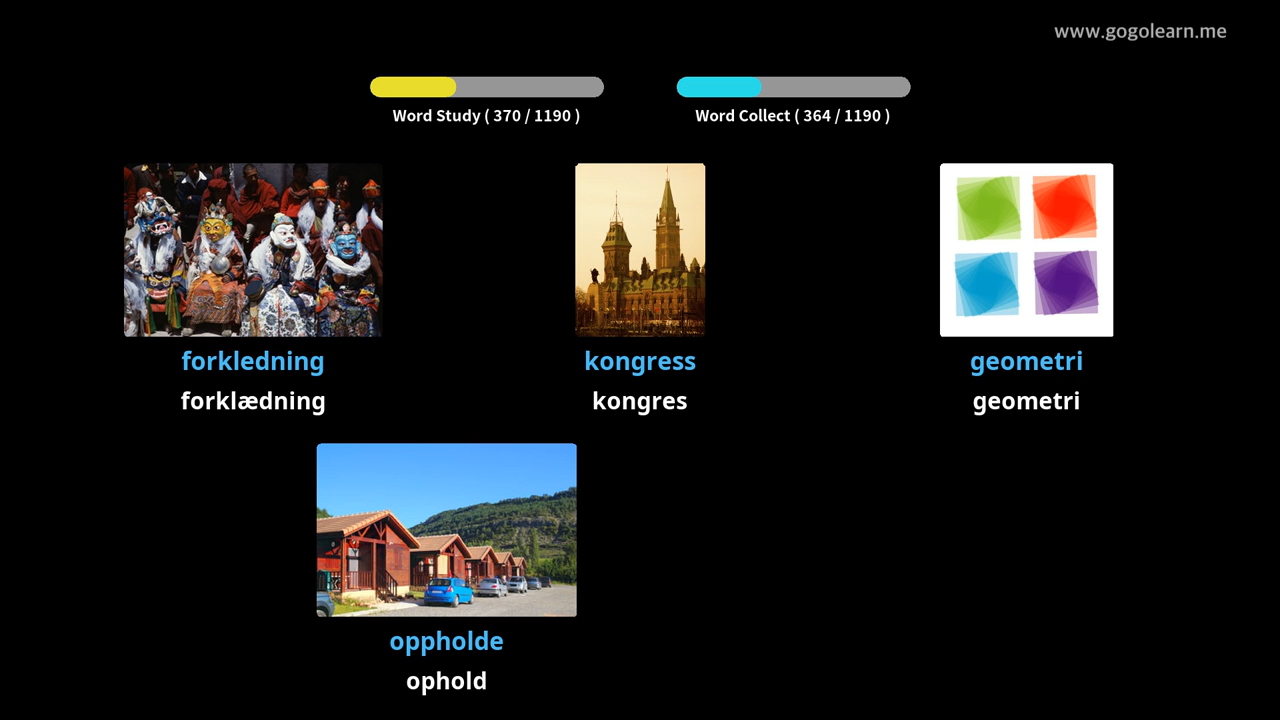 www.gogolearn.me
Word Study ( 370 / 1190 )
Word Collect ( 364 / 1190 )
forkledning
forklædning
kongress
kongres
geometri
geometri
oppholde
ophold